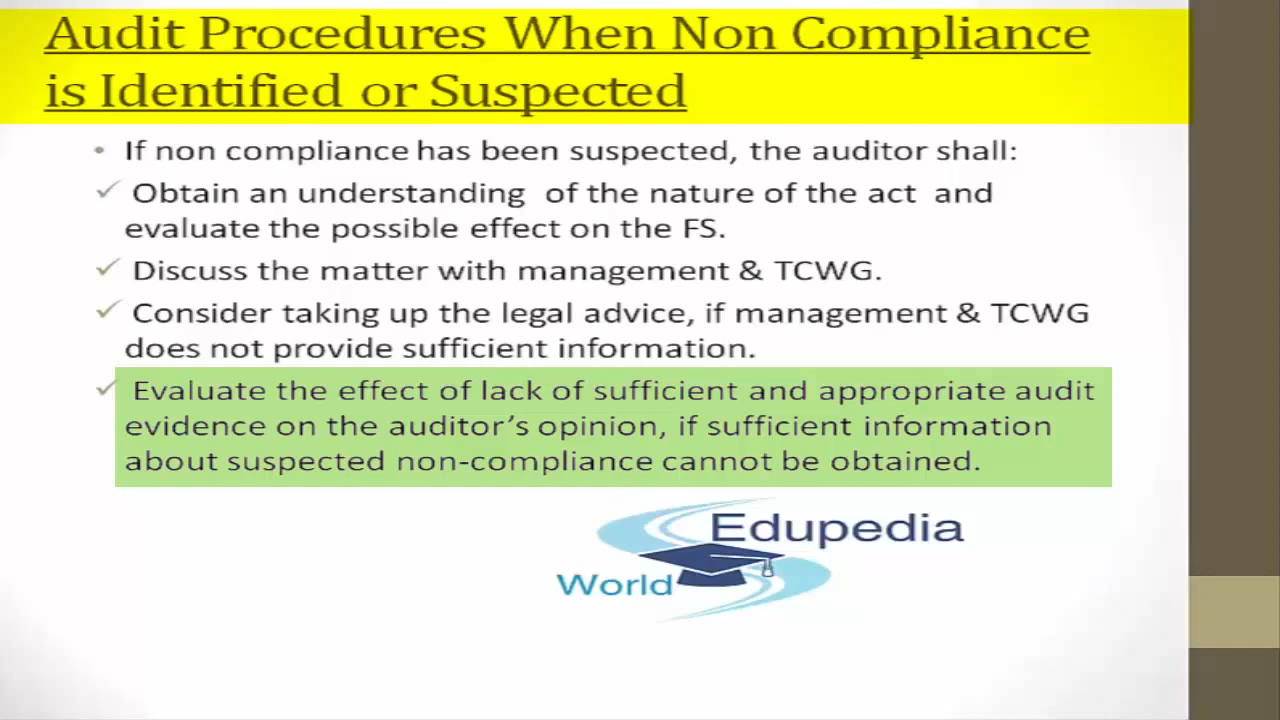 Audit Procedures When Non Compliance
is Identified or Suspected
• If non compliance has been suspected, the auditor shall:
✓ Obtain an understanding of the nature of the act and
evaluate the possible effect on the FS.
✓ Discuss the matter with management & TCWG.
✓ Consider taking up the legal advice, if management & TCWG
does not provide sufficient information.
✓ Evaluate the effect of lack of sufficient and appropriate audit
evidence on the auditor’s opinion, if sufficient information
about suspected non-compliance cannot be obtained.
Edupedia
World